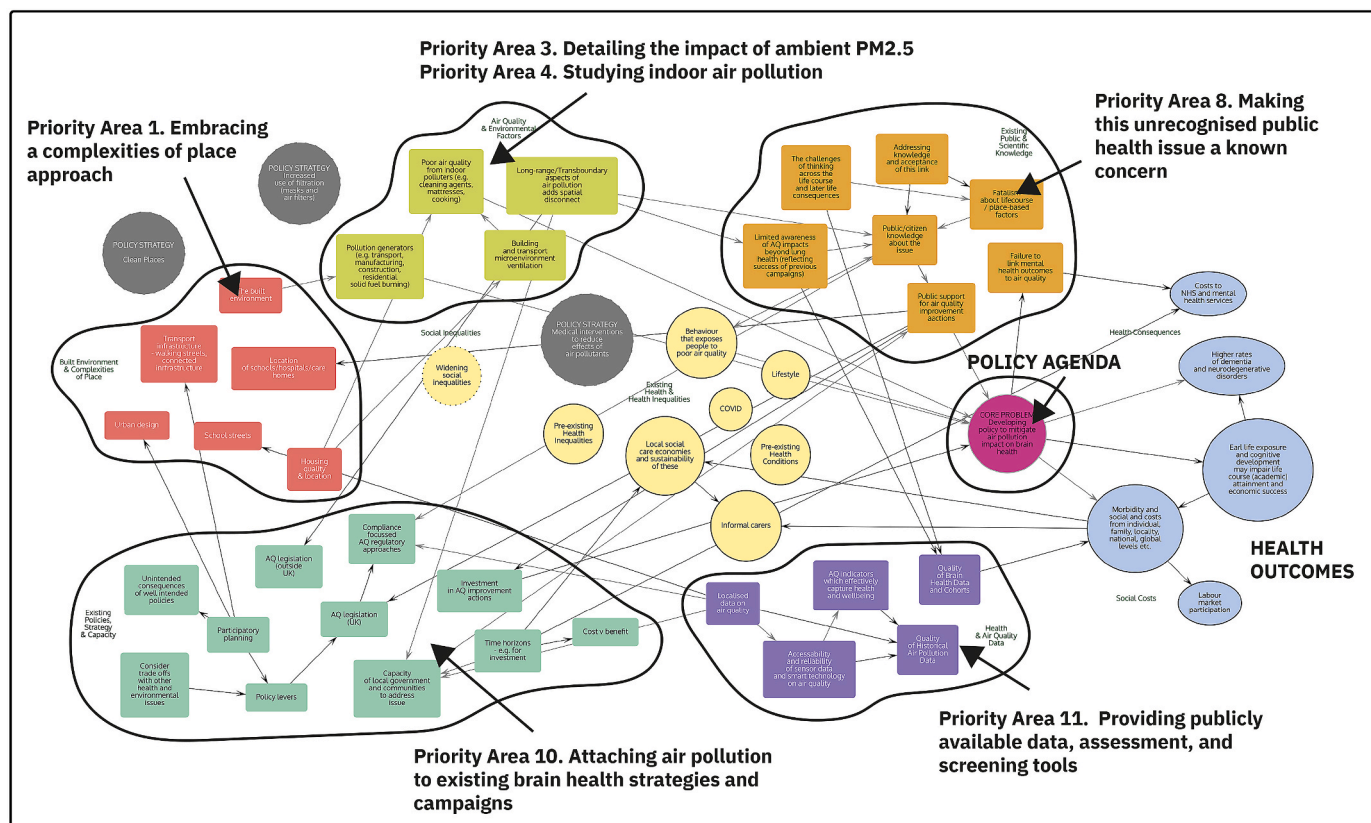 Priority Area 3. Detailing the impact of ambient PM2.5
Priority Area 4. Studying indoor air pollution
Priority Area 8. Making
this unrecognised public
health issue a known
concern
Priority Area 1. Embracing
a complexities of place
approach
POLICY STRATEGY
Increased
use of filtration
(masks and
air filters)
POLICY STRATEGY
Clean Places
Air Quality
& Environmental
Factors
Poor air quality
from indoor
polluters (e.g.
cleaning agents,
mattresses,
cooking)
Long-range/Transboundary
aspects of
air pollution
adds spatial
disconnect
Pollution generators
(e.g. transport,
manufacturing,
construction,
residential
solid fuel burning)
Building
and transport
microenvironment
ventilation
Existing
Public &
Scientific
Knowledge
The challenges
of thinking
across the
life course
and later life
consequences
Addressing
knowledge
and acceptance
of this link
Fatalism
about lifecourse
/ place-based
factors
Limited awareness
of AQ impacts
beyond lung
health (reflecting
success of previous
campaigns)
Public/citizen
knowledge
about the
issue
Failure to
link mental
health outcomes
to air quality
Public support
for air quality
improvement
aactions
The built
environment
Transport
infrastructure
- walking streets,
connected
infrastructure
Location
of schools/hospitals/care
homes
Built Environment
& Complexities
of Place
Urban design
School streets
Housing
quality
& location
Social Inequalities
Widening
social
inequalities
POLICY STRATEGY
Medical interventions
to reduce
effects of
air pollutants
Behaviour
that exposes
people to
poor air quality
Existing
Health &
Health Inequalities
Lifestyle
COVID
Pre-existing
Health
Inequalities
Local social
care economies
and sustainability
of these
Pre-existing
Health
Conditions
Informal carers
POLICY AGENDA
CORE PROBLEM
Developing
policy to mitigate
air pollution
impact on brain
health
Costs to
NHS and mental
health services
Health Consequences
Higher rates
of dementia
and neurodegenerative
disorders
Earl life exposure
and cognitive
development
may impair life
course (academic)
attainment and
economic success
Morbidity and
social and costs
from individual,
family, locality,
national, global
levels etc.
HEALTH
OUTCOMES
Social Costs
Labour
market
participation
Compliance
focussed
AQ regulatory
approaches
AQ legislation
(outside
UK)
Unintended
consequences
of well intended
policies
Existing
Policies,
Strategy
& Capacity
Participatory
planning
AQ legislation
(UK)
Investment
in AQ improvement
actions
Time horizons
- e.g. for
investment
Cost v benefit
Consider
trade offs
with other
health and
environmental
issues
Policy levers
Capacity
of local government
and communities
to address
issue
Localised
data on
air quality
AQ indicators
which effectively
capture health
and wellbeing
Quality
of Brain
Health Data
and Cohorts
Health
& Air Quality
Data
Accessability
and reliability
of sensor data
and smart technology
on air quality
Quality
of Historical
Air Pollution
Data
Priority Area 10. Attaching air pollution
to existing brain health strategies and
campaigns
Priority Area 11. Providing publicly
available data, assessment, and
screening tools